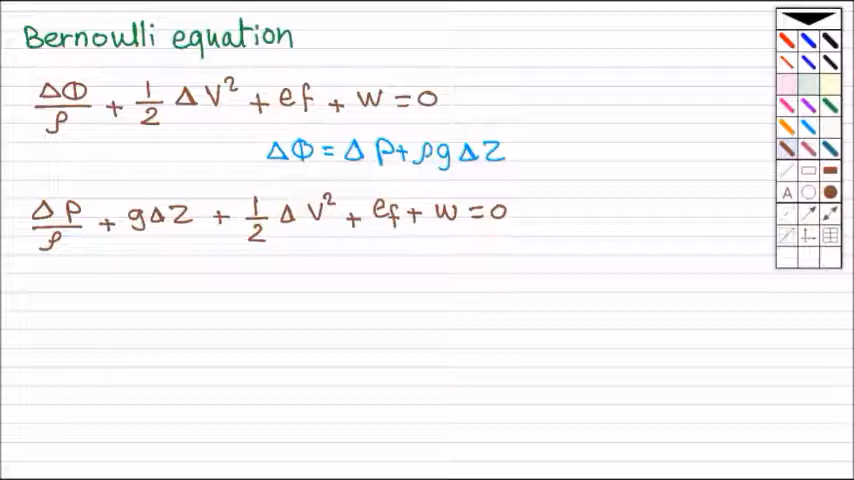 Bernoulli equation
ΔΦ/ρ + 1/2 ΔV² + ef + w = 0
ΔΦ = ΔP + ρgΔZ
ΔP/ρ + gΔZ + 1/2 ΔV² + ef + w = 0
A